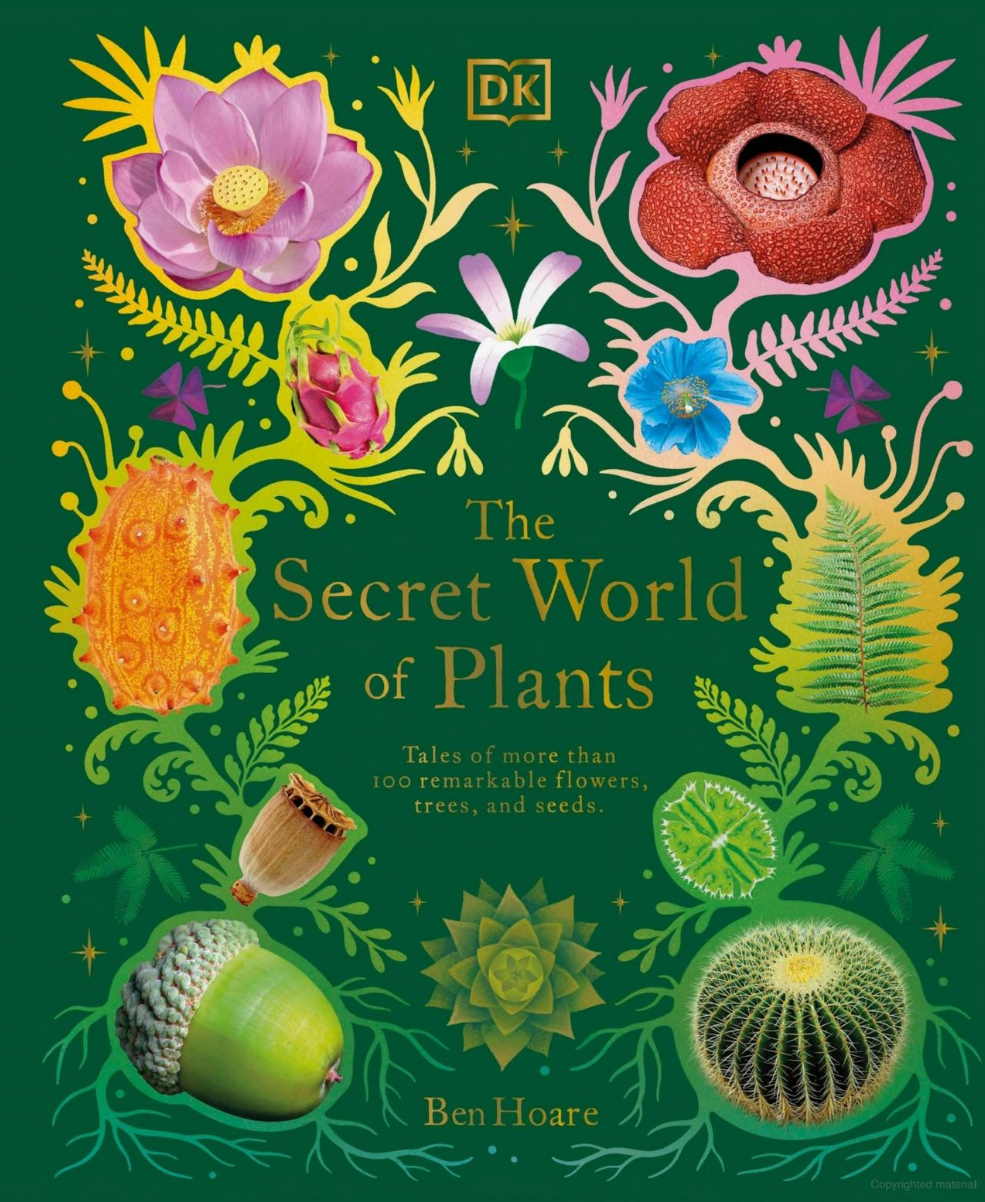 DK
The
Secret World
of Plants
Tales of more than
100 remarkable flowers,
trees, and seeds.
Ben Hoare
Copyrighted material